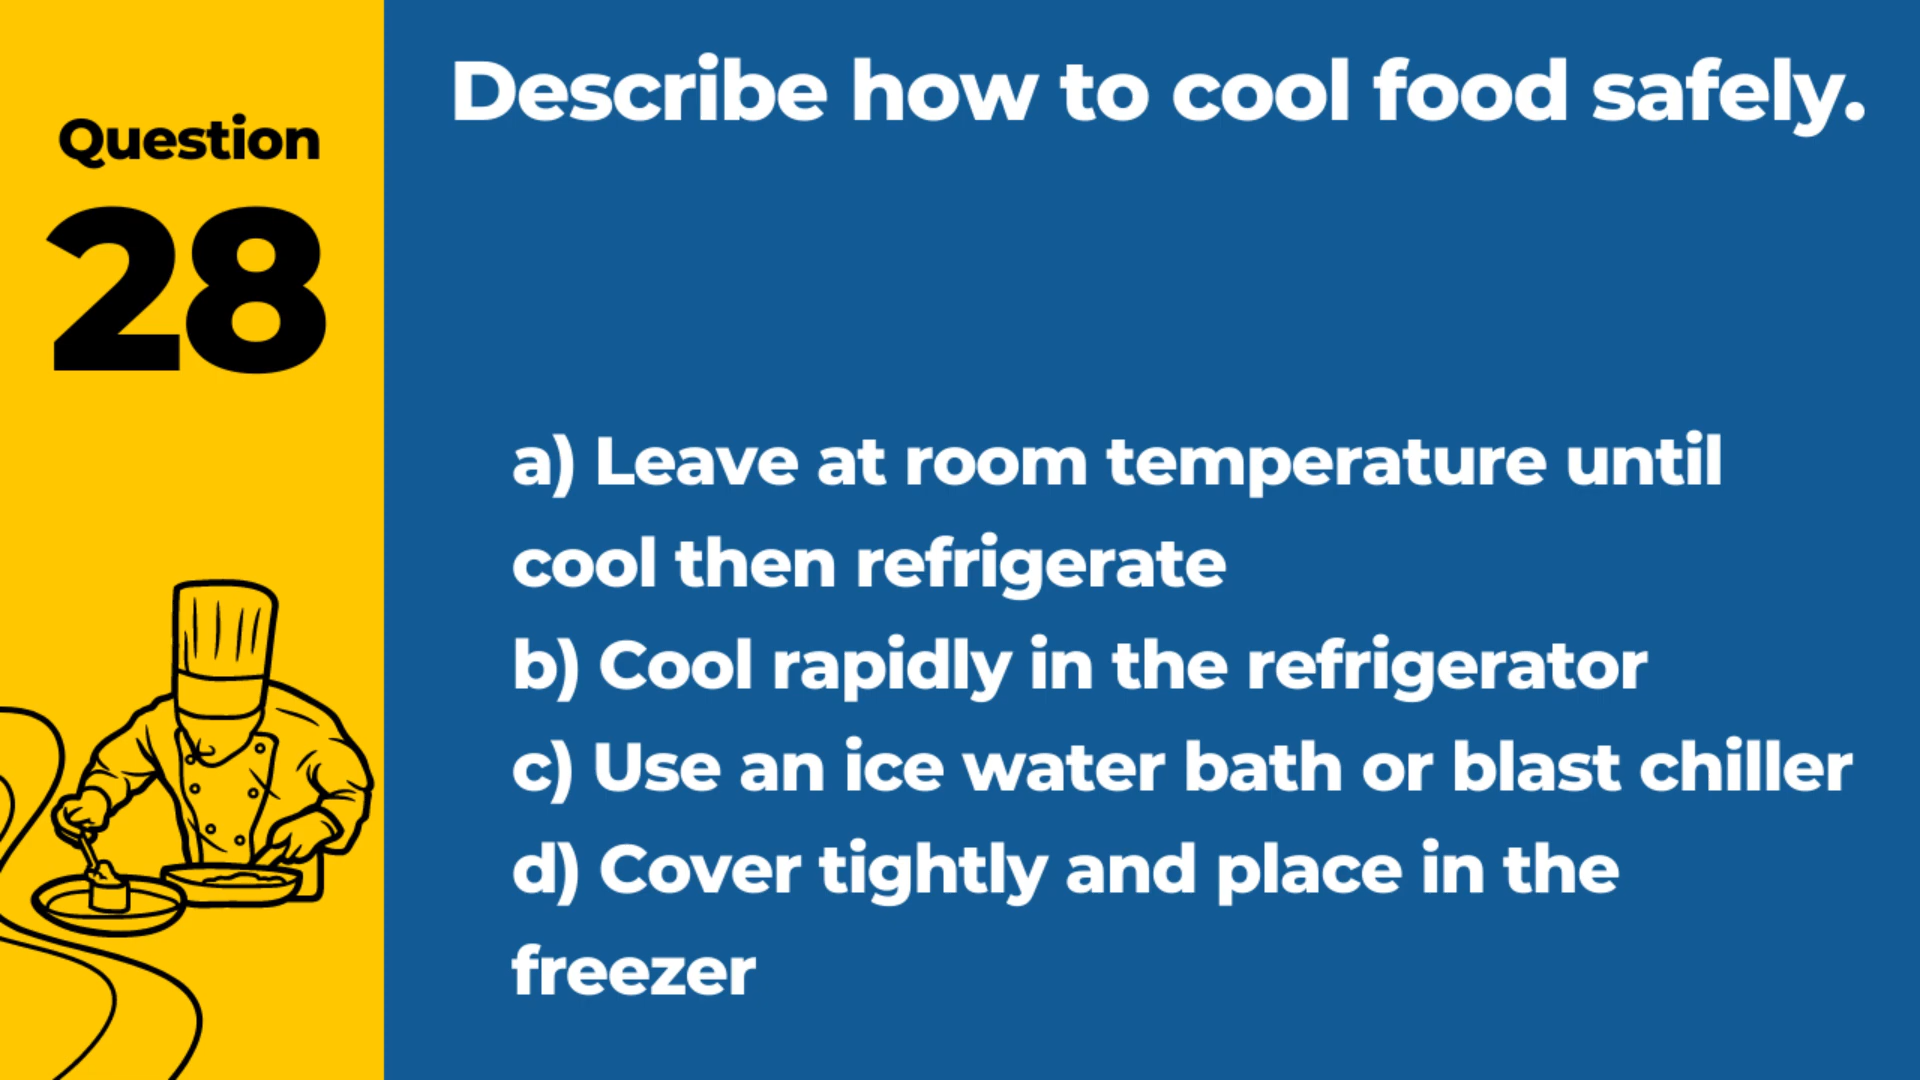 Question
28
Describe how to cool food safely.
a) Leave at room temperature until
cool then refrigerate
b) Cool rapidly in the refrigerator
c) Use an ice water bath or blast chiller
d) Cover tightly and place in the
freezer